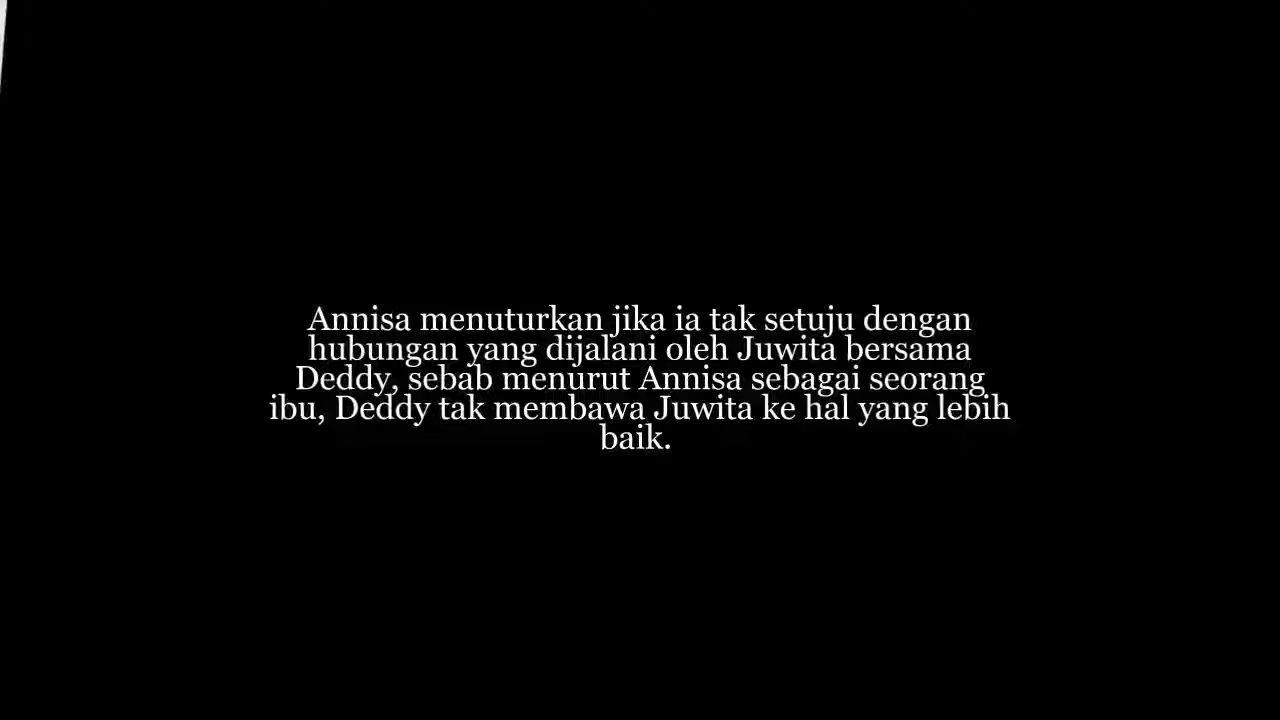 Annisa menuturkan jika ia tak setuju dengan
hubungan yang dijalani oleh Juwita bersama
Deddy, sebab menurut Annisa sebagai seorang
ibu, Deddy tak membawa Juwita ke hal yang lebih
baik.